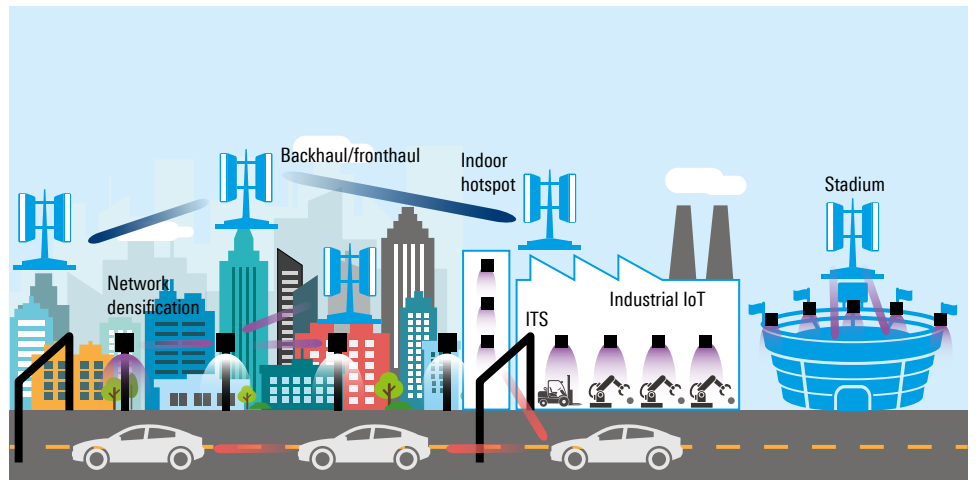 Backhaul/fronthaul
Indoor
hotspot
Stadium
Network
densification
Industrial IoT
ITS